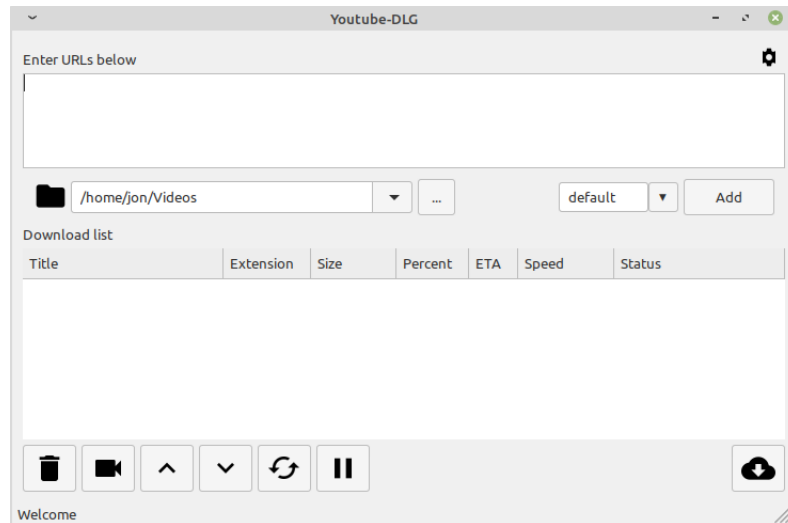 Youtube-DLG
Enter URLs below
/home/jon/Videos ... default Add
Download list
Title Extension Size Percent ETA Speed Status
Welcome